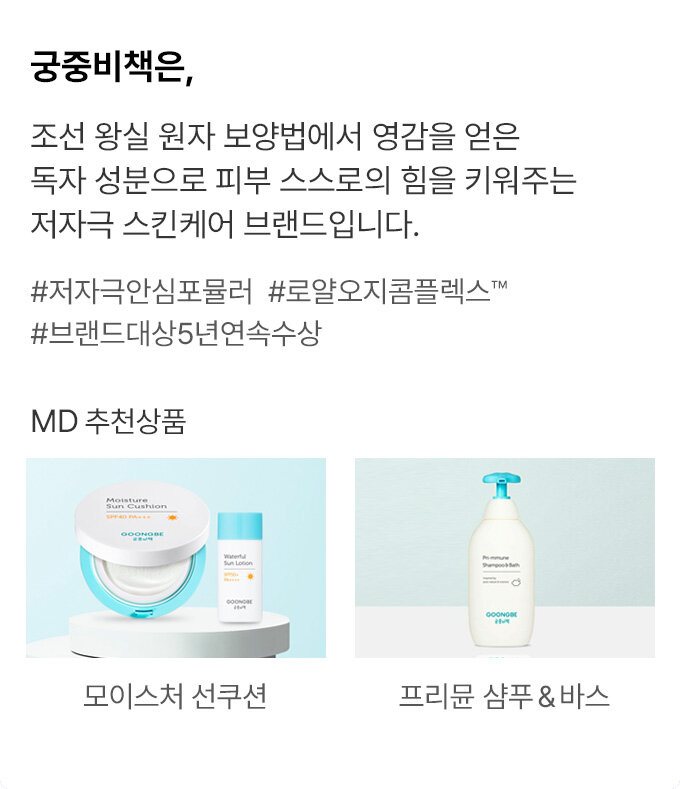 궁중비책은,
조선 왕실 원자 보양법에서 영감을 얻은
독자 성분으로 피부 스스로의 힘을 키워주는
저자극 스킨케어 브랜드입니다.
#저자극안심포뮬러 #로얄오지콤플렉스™
#브랜드대상5년연속수상
MD 추천상품
Moisture
Sun Cushion
SPF40 PA+++
GOONGBE
궁중비책
Waterful
Sun Lotion
SPF50+
PA++++
GOONGBE
궁중비책
Pri-mmune
Shampoo & Bath
GOONGBE
궁중비책
모이스처 선쿠션
프리뮨 샴푸&바스